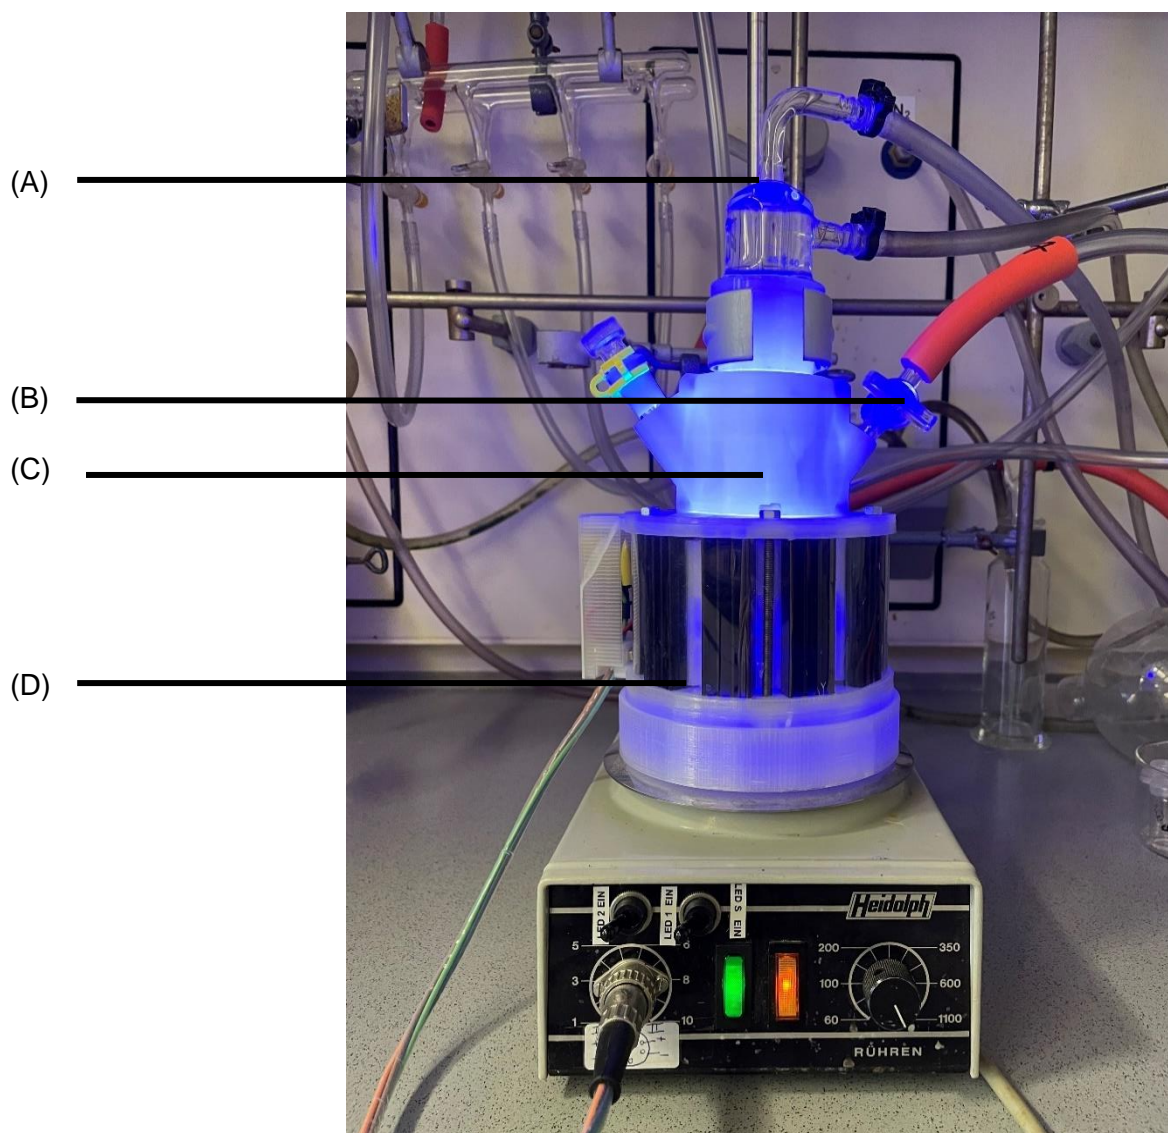 (A)
(B)
(C)
(D)
N₂
LED 2 EIN
LED 1 EIN
LED S EIN
Heidolph
5 6
3 8
1 10
200 350
100 600
60 1100
RÜHREN